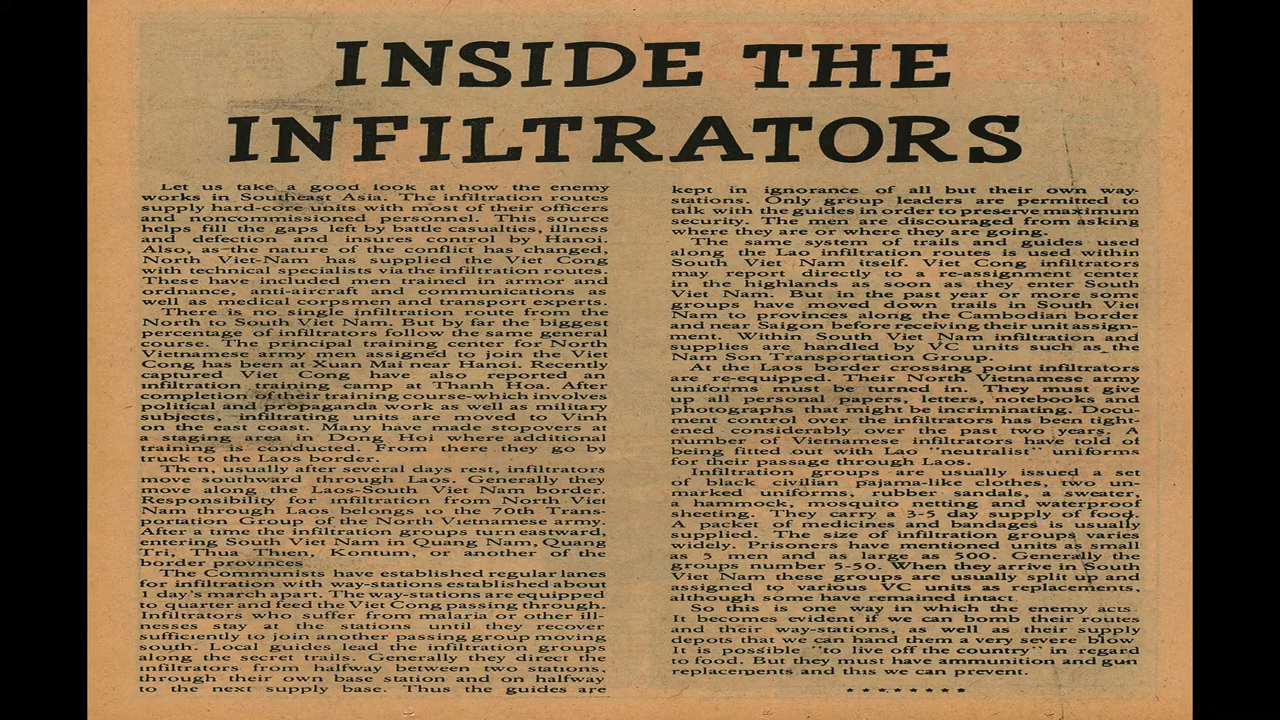 INSIDE THE
INFILTRATORS
Let us take a good look at how the enemy
works in Southeast Asia. The infiltration routes
supply hard-core units with most of their officers
and noncommissioned personnel. This source
helps fill the gaps left by battle casualties, illness
and defection and insures control by Hanoi.
Also, as the nature of the conflict has changed,
North Viet-Nam has supplied the Viet Cong
with technical specialists via the infiltration routes.
These have included men trained in armor and
ordnance, anti-aircraft and communications as
well as medical corpsmen and transport experts.
There is no single infiltration route from the
North to South Viet Nam. But by far the biggest
percentage of infiltrators follow the same general
course. The principal training center for North
Vietnamese army men assigned to join the Viet
Cong has been at Xuan Mai near Hanoi. Recently
captured Viet Cong have also reported an
infiltration training camp at Thanh Hoa. After
completion of their training course-which involves
political and propaganda work as well as military
subjects, infiltrating units are moved to Vinh
on the east coast. Many have made stopovers at
a staging area in Dong Hoi where additional
training is conducted. From there they go by
truck to the Laos border.
Then, usually after several days rest, infiltrators
move southward through Laos. Generally they
move along the Laos-South Viet Nam border.
Responsibility for infiltration from North Viet
Nam through Laos belongs to the 70th Trans-
portation Group of the North Vietnamese army.
After a time the infiltration groups turn eastward,
entering South Viet Nam in Quang Nam, Quang
Tri, Thua Thien, Kontum, or another of the
border provinces
The Communists have established regular lanes
for infiltration with way-stations established about
1 day's march apart. The way-stations are equipped
to quarter and feed the Viet Cong passing through.
Infiltrators who suffer from malaria or other ill-
nesses stay at the stations until they recover
sufficiently to join another passing group moving
south. Local guides lead the infiltration groups
along the secret trails. Generally they direct the
infiltrators from halfway between two stations,
through their own base station and on halfway
to the next supply base. Thus the guides are
kept in ignorance of all but their own way-
stations. Only group leaders are permitted to
talk with the guides in order to preserve maximum
security. The men are discouraged from asking
where they are or where they are going.
The same system of trails and guides used
along the Lao infiltration routes is used within
South Viet Nam itself. Viet Cong infiltrators
may report directly to a re-assignment center
in the highlands as soon as they enter South
Viet Nam. But in the past year or more some
groups have moved down trails in South Viet
Nam to provinces along the Cambodian border
and near Saigon before receiving their unit assign-
ment. Within South Viet Nam infiltration and
supplies are handled by VC units such as the
Nam Son Transportation Group.
At the Laos border crossing point infiltrators
are re-equipped. Their North Vietnamese army
uniforms must be turned in. They must give
up all personal papers, letters, notebooks and
photographs that might be incriminating. Docu-
ment control over the infiltrators has been tight-
ened considerably over the past two years. A
number of Vietnamese infiltrators have told of
being fitted out with Lao "neutralist" uniforms
for their passage through Laos.
Infiltration groups are usually issued a set
of black civilian pajama-like clothes, two un-
marked uniforms, rubber sandals, a sweater,
a hammock, mosquito netting and waterproof
sheeting. They carry a 3-5 day supply of food.
A packet of medicines and bandages is usually
supplied. The size of infiltration groups varies
widely. Prisoners have mentioned units as small
as 5 men and as large as 500. Generally the
groups number 5-50. When they arrive in South
Viet Nam these groups are usually split up and
assigned to various VC units as replacements,
although some have remained intact.
So this is one way in which the enemy acts.
It becomes evident if we can bomb their routes
and their way-stations, as well as their supply
depots that we can hand them a very severe blow
It is possible "to live off the country" in regard
to food. But they must have ammunition and gun
replacements and this we can prevent.
********